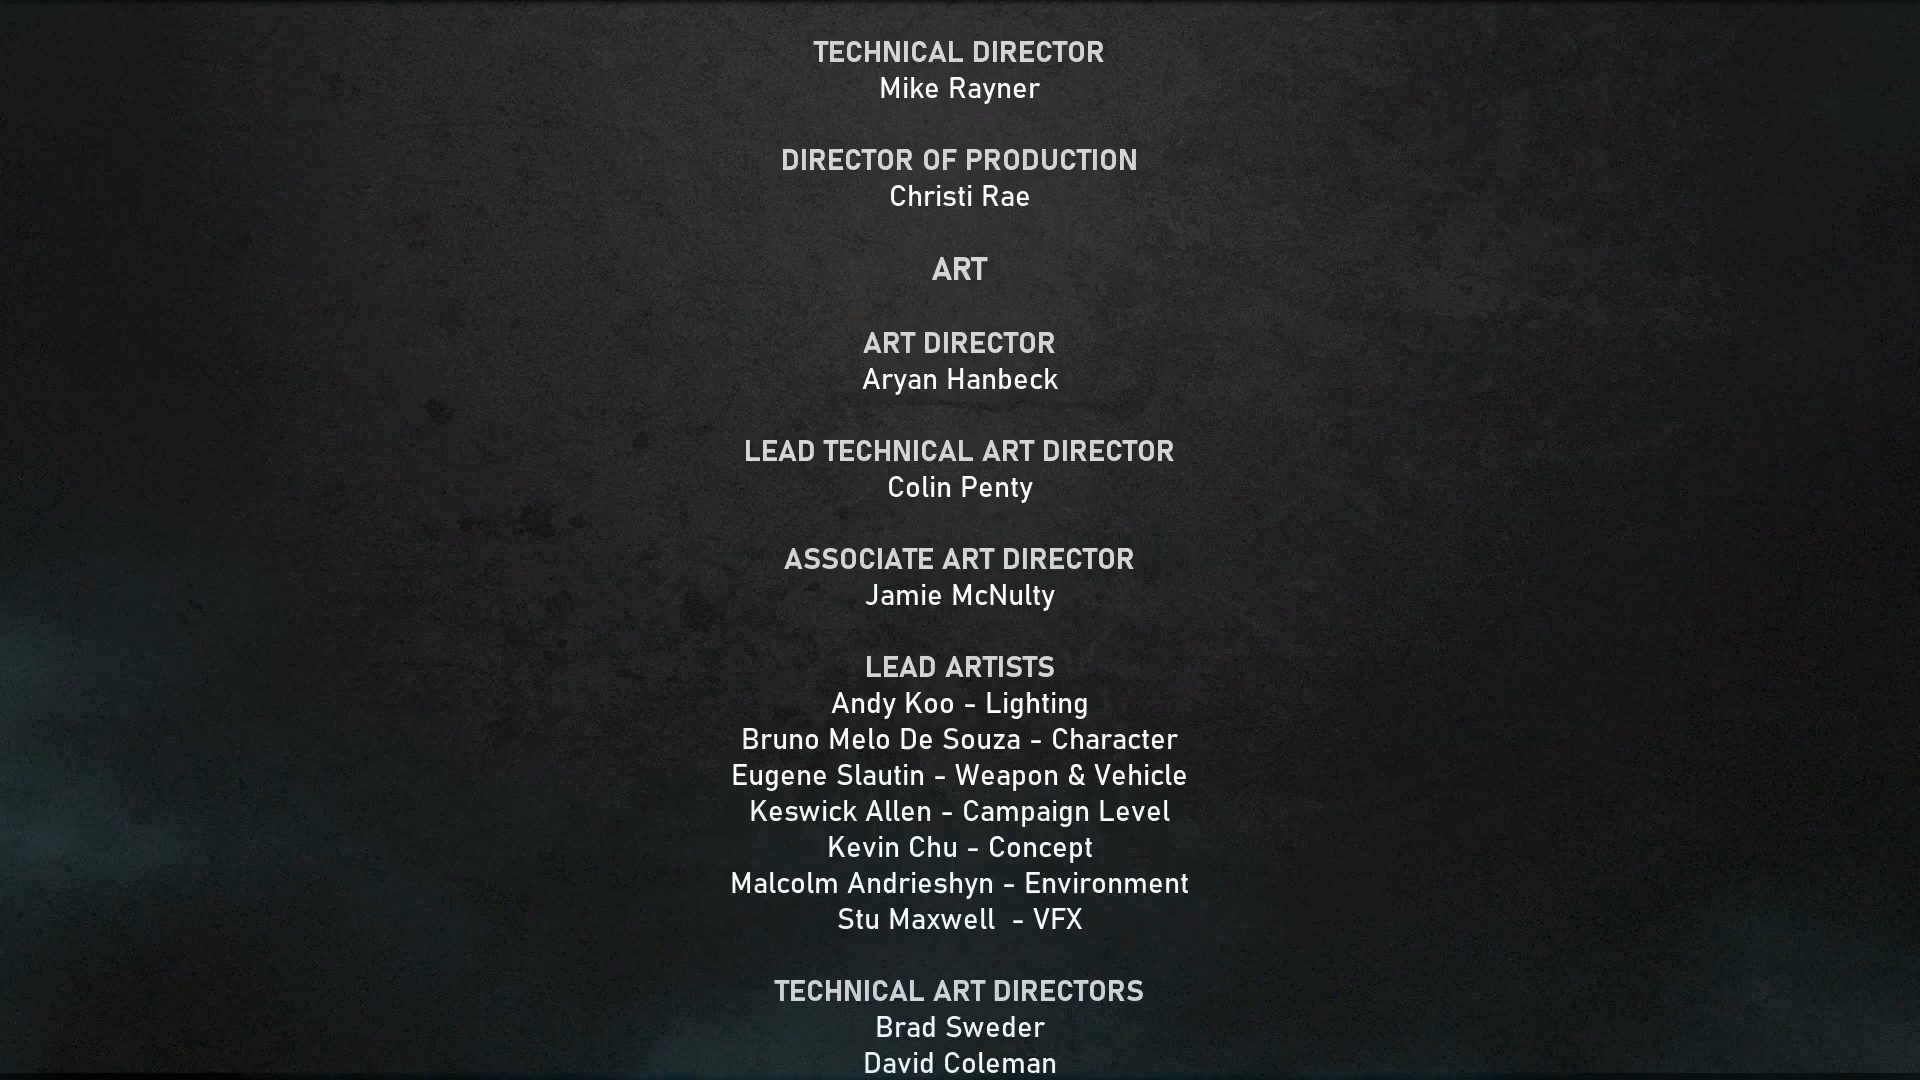 TECHNICAL DIRECTOR
Mike Rayner
DIRECTOR OF PRODUCTION
Christi Rae
ART
ART DIRECTOR
Aryan Hanbeck
LEAD TECHNICAL ART DIRECTOR
Colin Penty
ASSOCIATE ART DIRECTOR
Jamie McNulty
LEAD ARTISTS
Andy Koo - Lighting
Bruno Melo De Souza - Character
Eugene Slautin - Weapon & Vehicle
Keswick Allen - Campaign Level
Kevin Chu - Concept
Malcolm Andrieshyn - Environment
Stu Maxwell  - VFX
TECHNICAL ART DIRECTORS
Brad Sweder
David Coleman